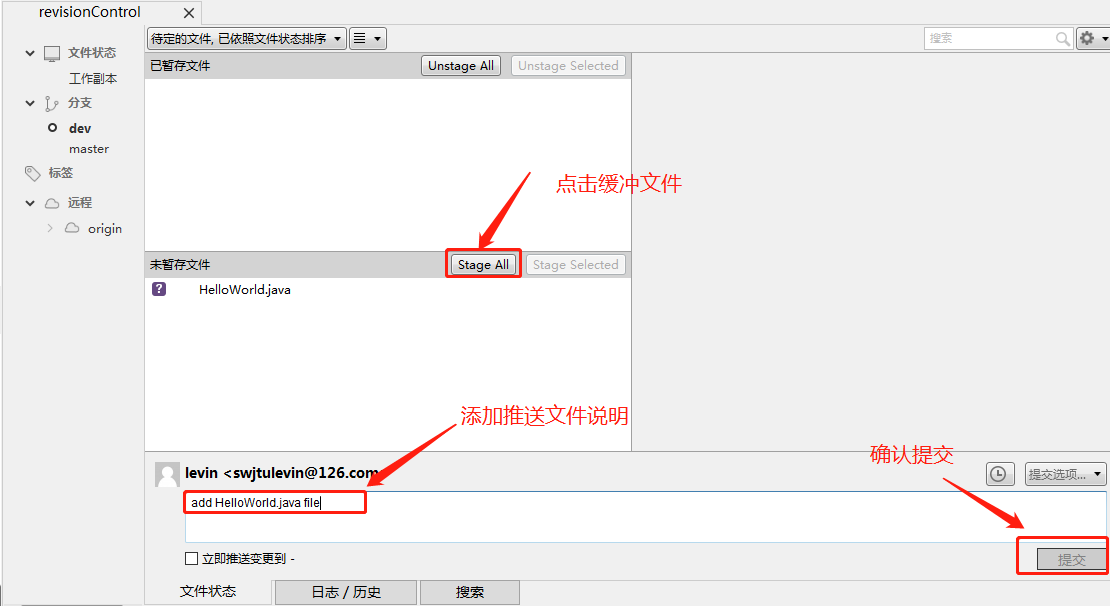 revisionControl
文件状态
工作副本
分支
dev
master
标签
远程
origin
待定的文件, 已依照文件状态排序
搜索
已暂存文件 Unstage All Unstage Selected
点击缓冲文件
未暂存文件 Stage All Stage Selected
? HelloWorld.java
添加推送文件说明
确认提交
levin <swjtulevin@126.com
提交选项...
add HelloWorld.java file
立即推送变更到 -
提交
文件状态 日志 / 历史 搜索